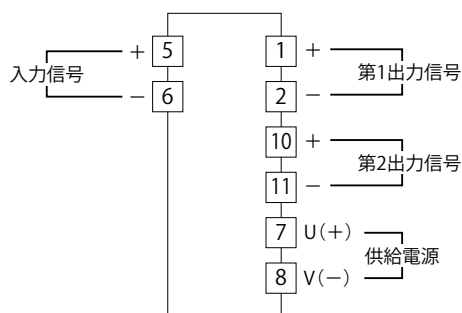 入力信号
+ 5
− 6
1 +
2 −
第1出力信号
10 +
11 −
第2出力信号
7 U(+)
8 V(−)
供給電源